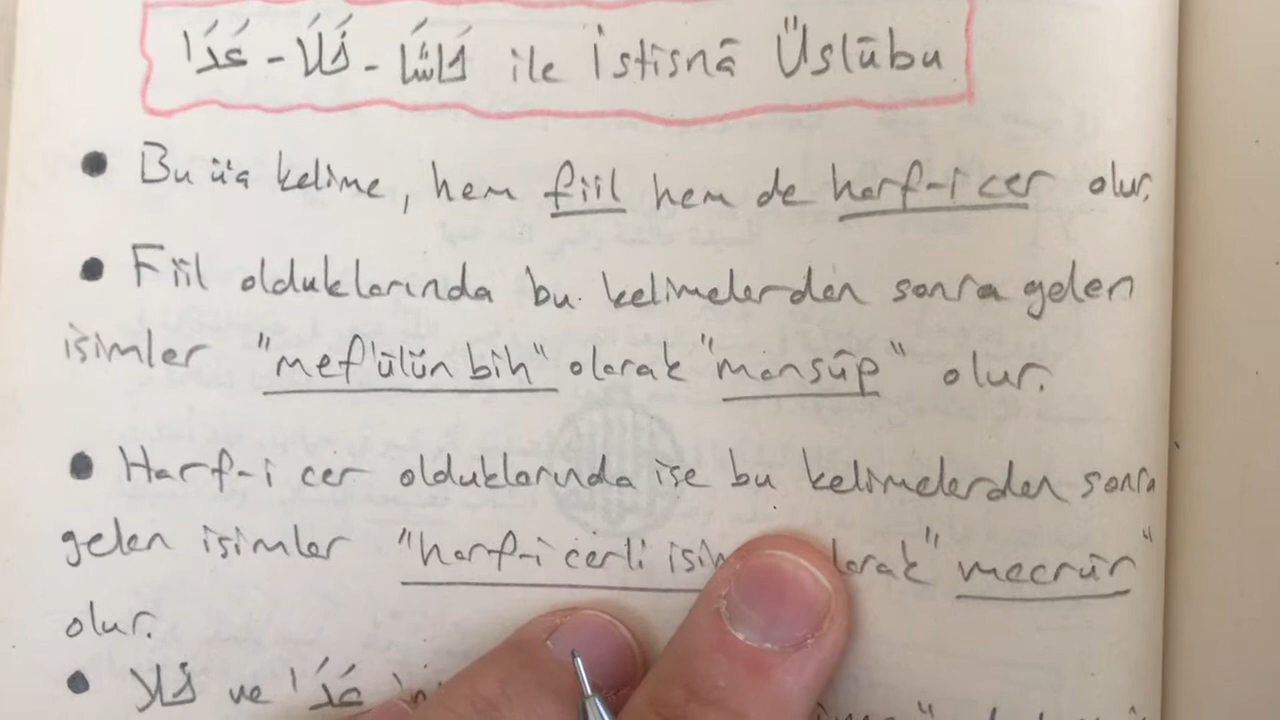 عَدَا - خَلَا - حَاشَا ile İstisnâ Üslûbu
• Bu üç kelime, hem fiil hem de harf-i cer olur.
• Fiil olduklarında bu kelimelerden sonra gelen
isimler "mef'ûlün bih" olarak "mansûp" olur.
• Harf-i cer olduklarında ise bu kelimelerden sonra
gelen isimler "harf-i cerli "mecrûr"
olur.
• خَلَا ve عَدَا